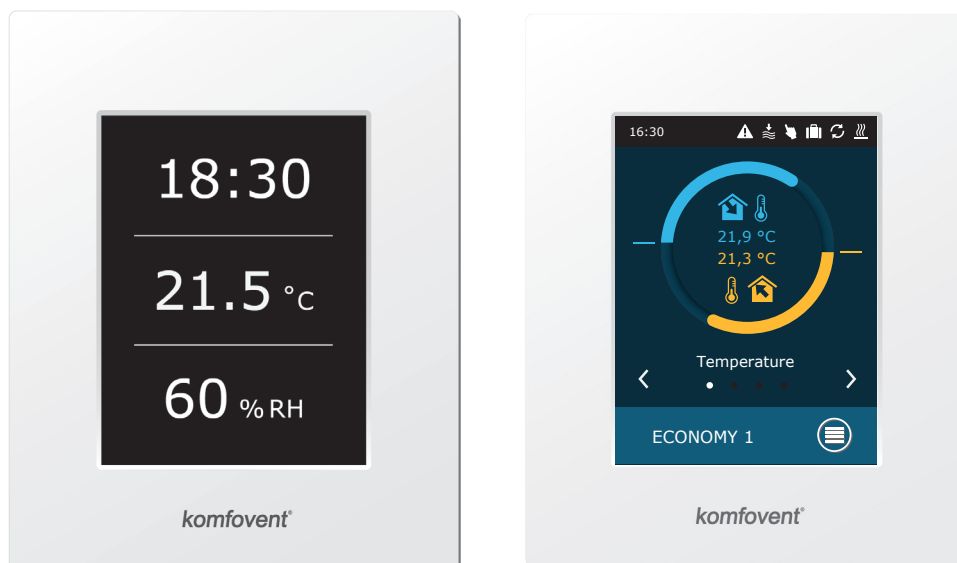 18:30
21.5 °C
60 % RH
komfovent®
16:30
21,9 °C
21,3 °C
Temperature
ECONOMY 1
komfovent®